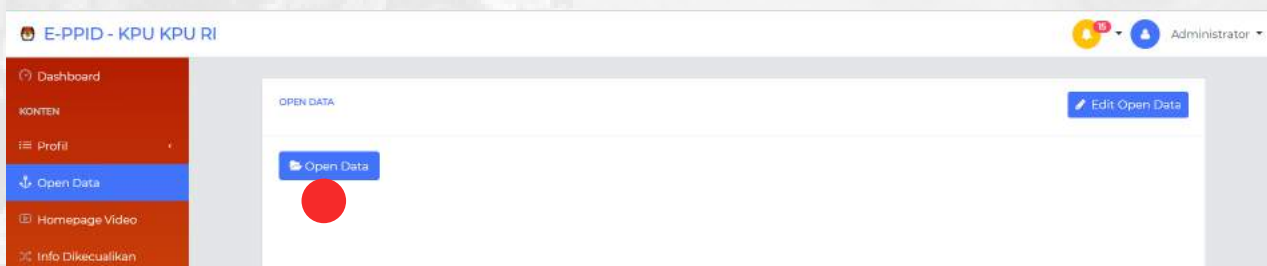 E-PPID - KPU KPU RI
15
Administrator
Dashboard
KONTEN
Profil
Open Data
Homepage Video
Info Dikecualikan
OPEN DATA
Edit Open Data
Open Data